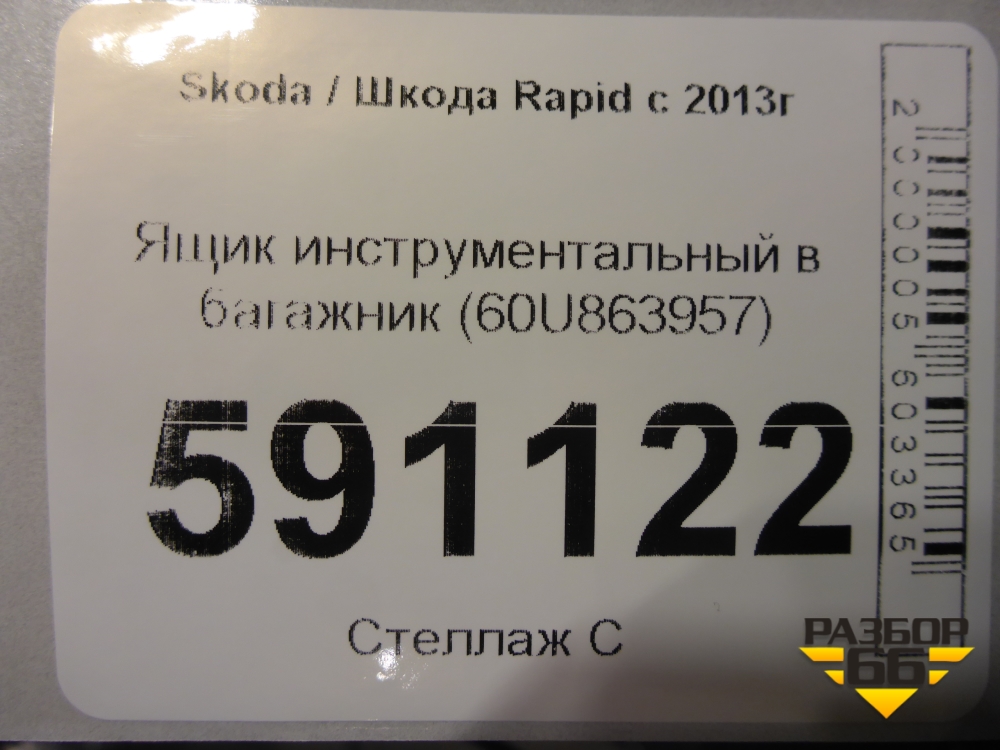 Skoda / Шкода Rapid с 2013г
Ящик инструментальный в
багажник (60U863957)
591122
Стеллаж С
2000005603365
РАЗБОР
66